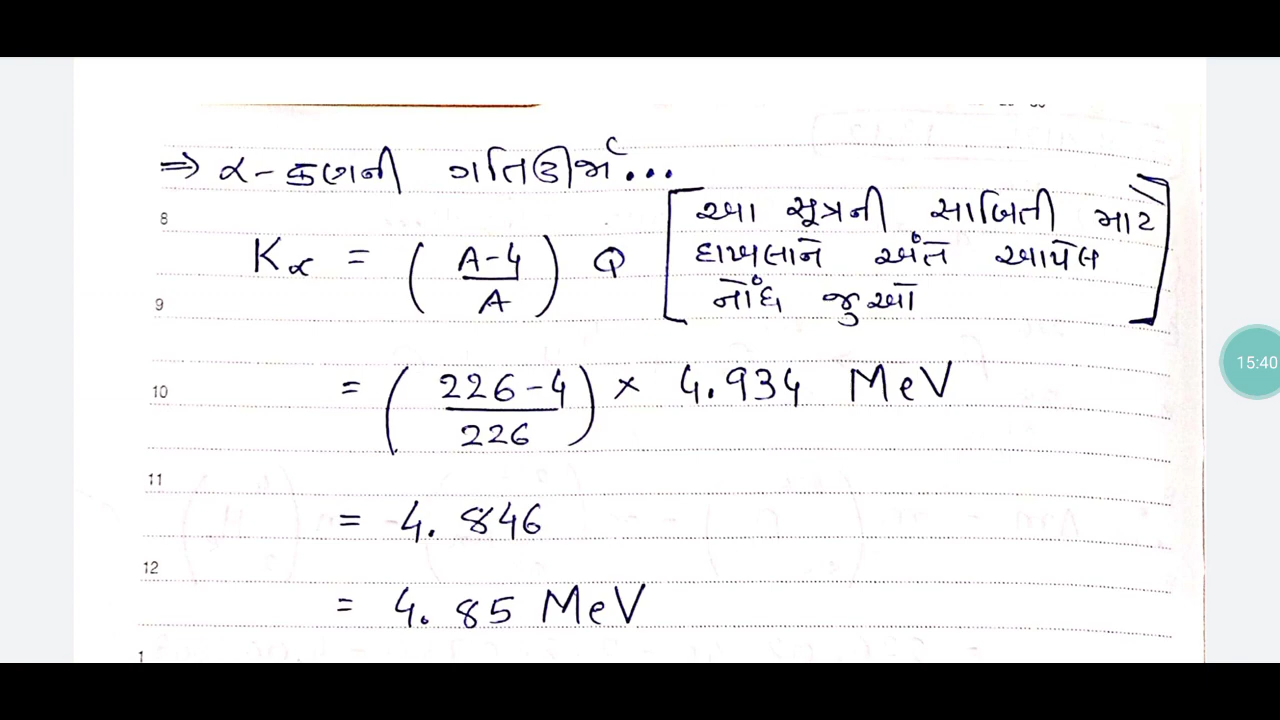 ⇒ α-કણની ગતિઊર્જા...
8
Kα = (A-4/A) Q [આ સૂત્રની સાબિતી માટે
દાખલાને અંતે આપેલ
નોંધ જુઓ]
9
10
= (226-4/226) × 4.934 MeV
11
= 4.846
12
= 4.85 MeV
1
15:40